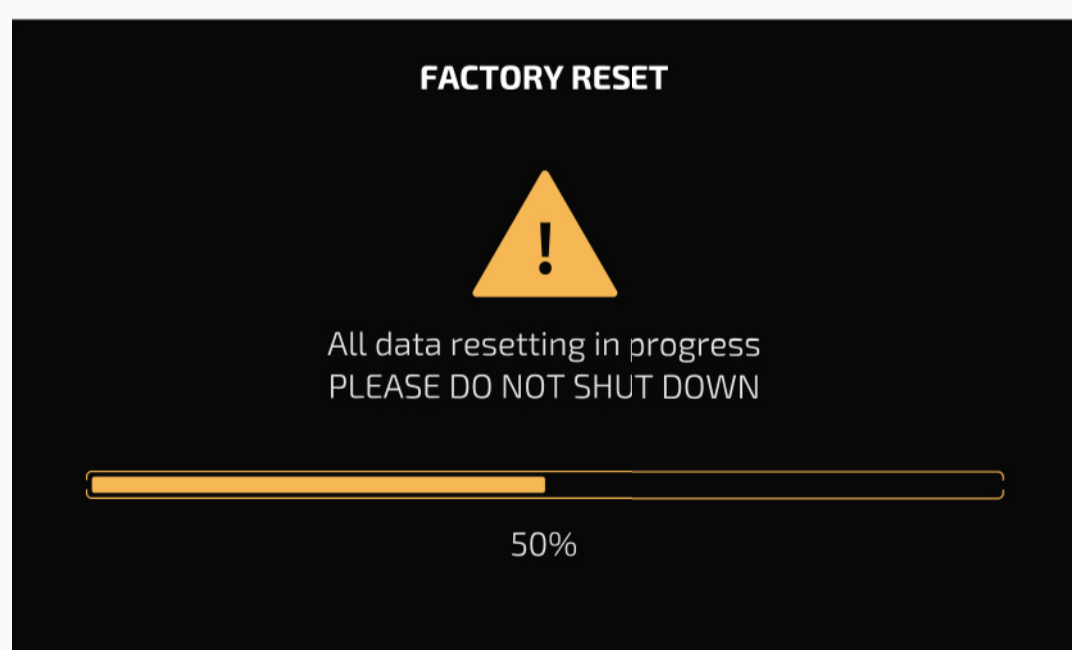 FACTORY RESET
!
All data resetting in progress
PLEASE DO NOT SHUT DOWN
50%